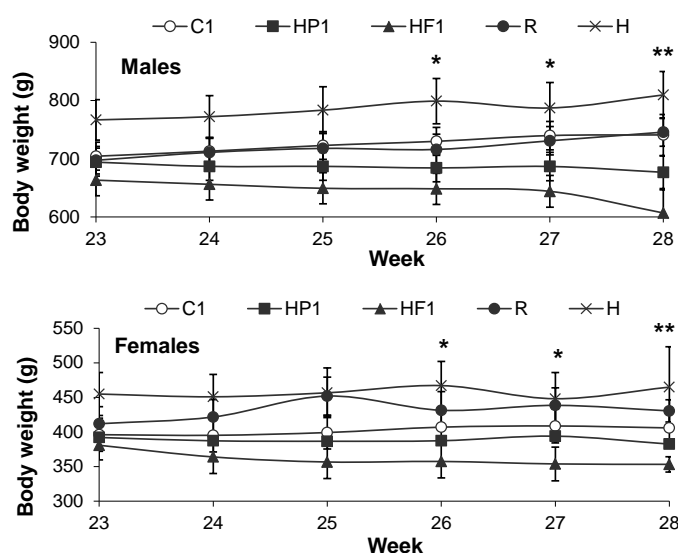 C1 HP1 HF1 R H
900
Males
* * **
800
700
600
Body weight (g)
23 24 25 26 27 28
Week
C1 HP1 HF1 R H
550
Females
* * **
500
450
400
350
300
Body weight (g)
23 24 25 26 27 28
Week